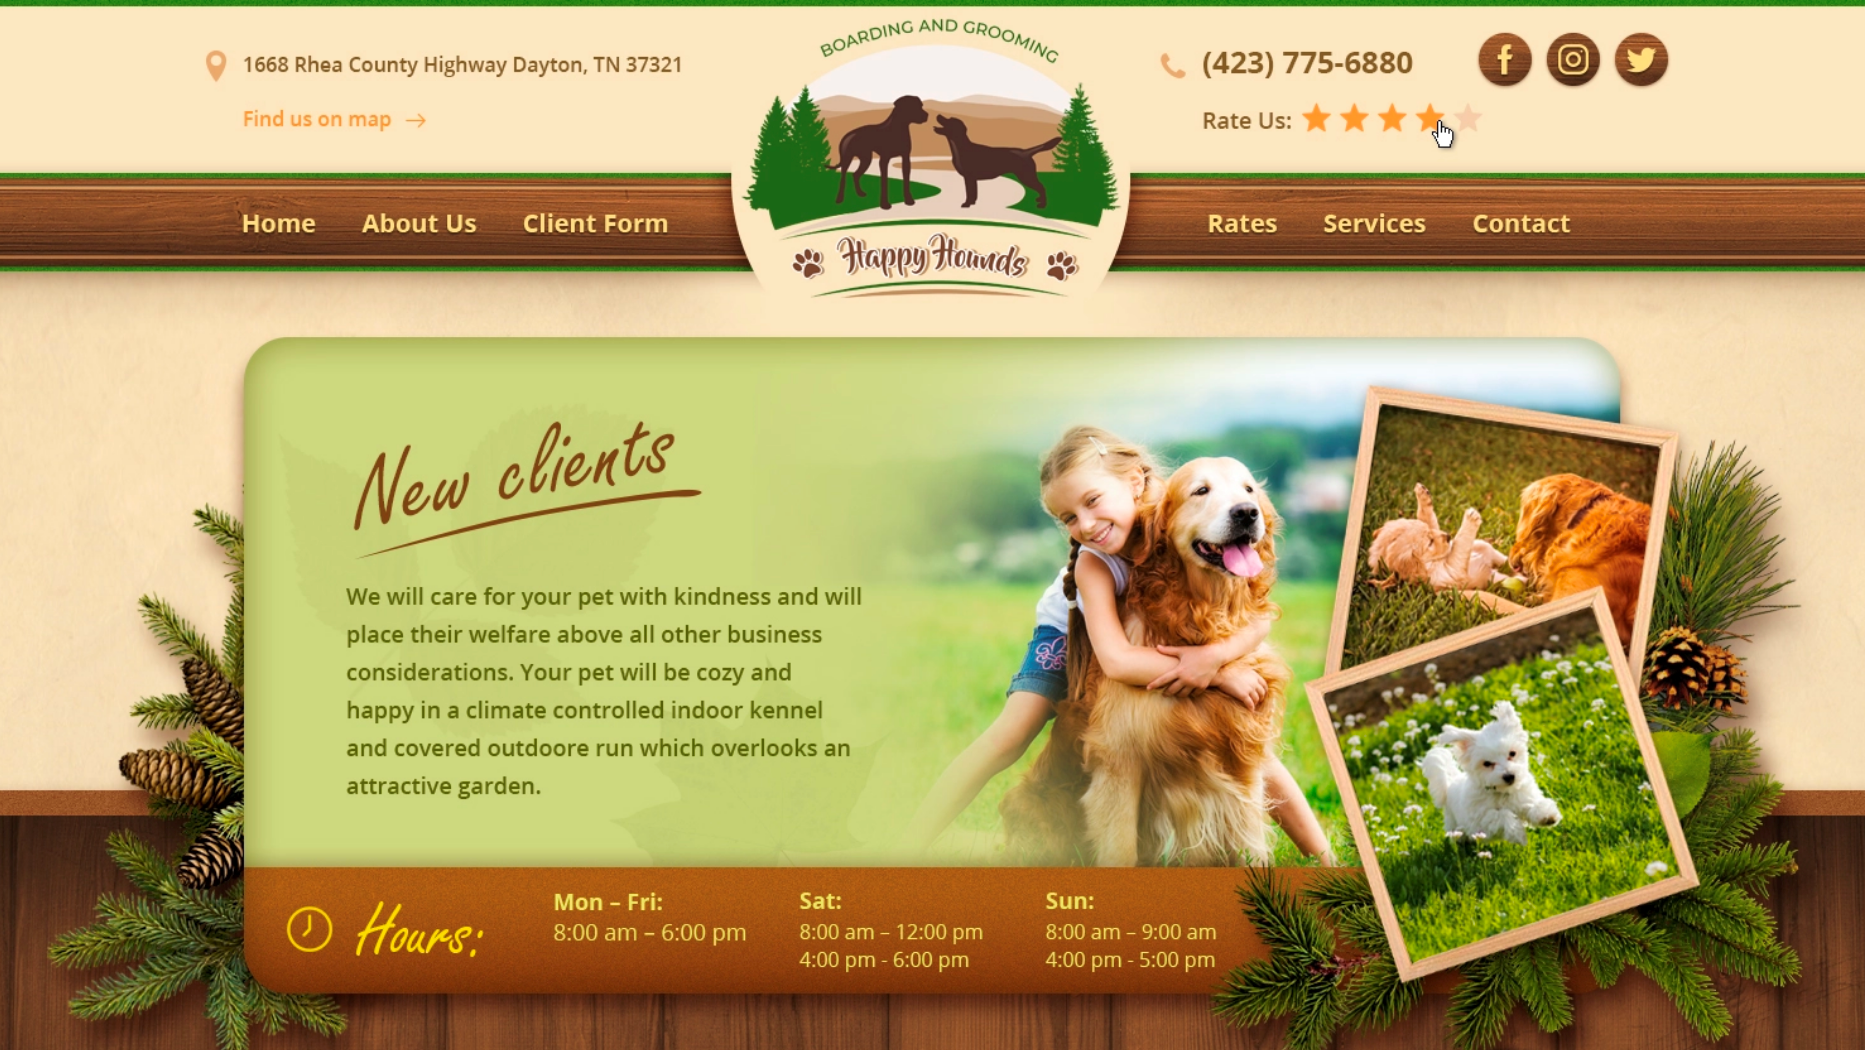 1668 Rhea County Highway Dayton, TN 37321
Find us on map
BOARDING AND GROOMING
Happy Hounds
(423) 775-6880
Rate Us:
Home About Us Client Form Rates Services Contact
New clients
We will care for your pet with kindness and will
place their welfare above all other business
considerations. Your pet will be cozy and
happy in a climate controlled indoor kennel
and covered outdoore run which overlooks an
attractive garden.
Hours:
Mon – Fri:
8:00 am – 6:00 pm
Sat:
8:00 am – 12:00 pm
4:00 pm - 6:00 pm
Sun:
8:00 am – 9:00 am
4:00 pm - 5:00 pm